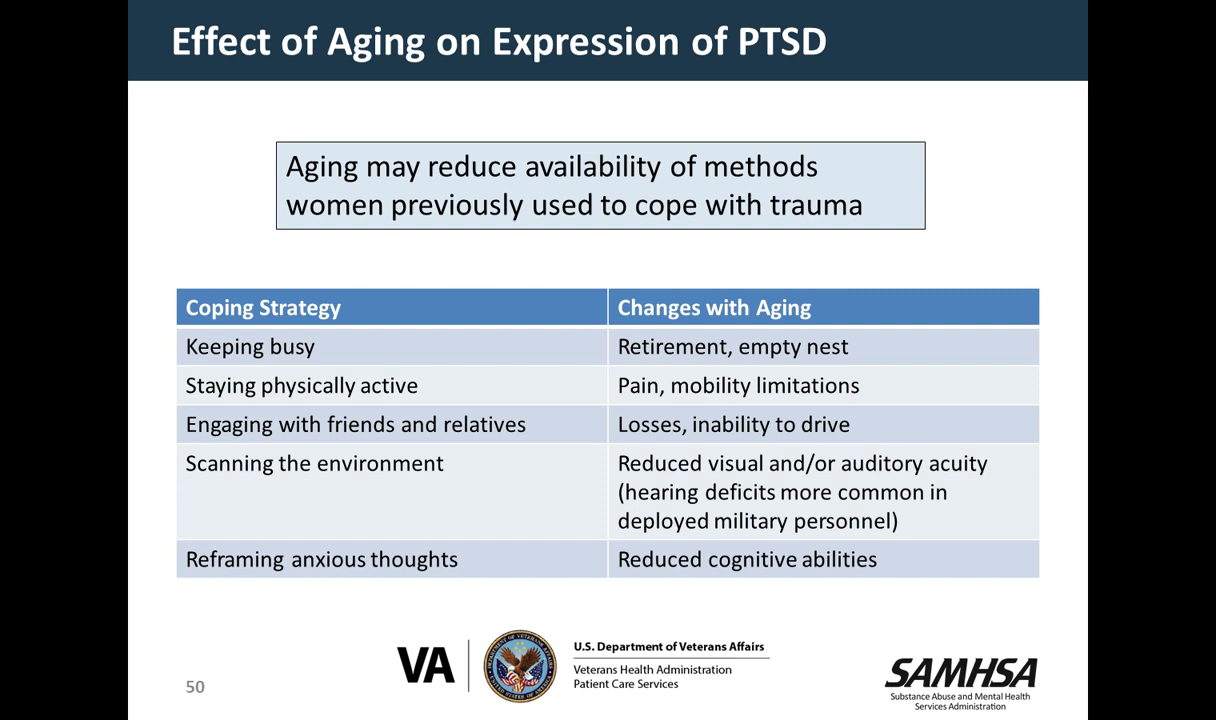 Effect of Aging on Expression of PTSD
Aging may reduce availability of methods
women previously used to cope with trauma
Coping Strategy
Changes with Aging
Keeping busy
Retirement, empty nest
Staying physically active
Pain, mobility limitations
Engaging with friends and relatives
Losses, inability to drive
Scanning the environment
Reduced visual and/or auditory acuity
(hearing deficits more common in
deployed military personnel)
Reframing anxious thoughts
Reduced cognitive abilities
50
VA
U.S. Department of Veterans Affairs
Veterans Health Administration
Patient Care Services
SAMHSA
Substance Abuse and Mental Health
Services Administration